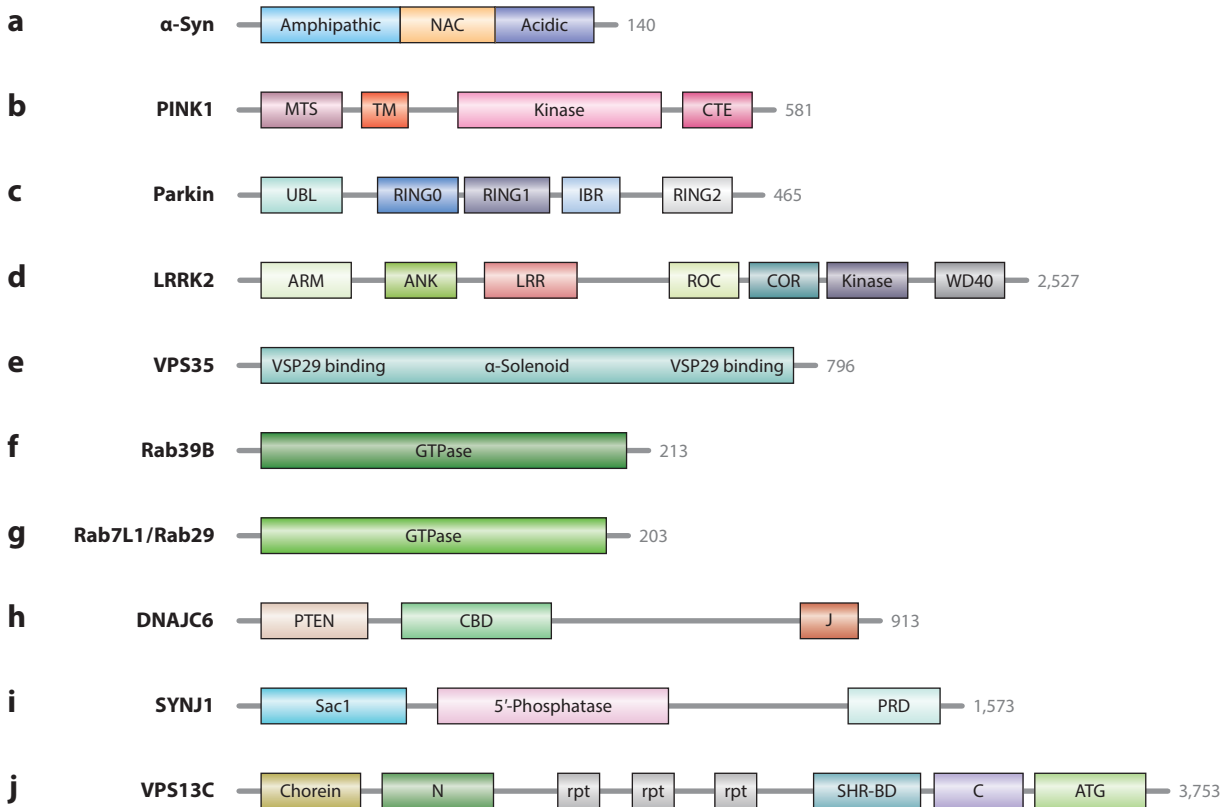 a α-Syn Amphipathic NAC Acidic 140
b PINK1 MTS TM Kinase CTE 581
c Parkin UBL RING0 RING1 IBR RING2 465
d LRRK2 ARM ANK LRR ROC COR Kinase WD40 2,527
e VPS35 VSP29 binding α-Solenoid VSP29 binding 796
f Rab39B GTPase 213
g Rab7L1/Rab29 GTPase 203
h DNAJC6 PTEN CBD J 913
i SYNJ1 Sac1 5′-Phosphatase PRD 1,573
j VPS13C Chorein N rpt rpt rpt SHR-BD C ATG 3,753